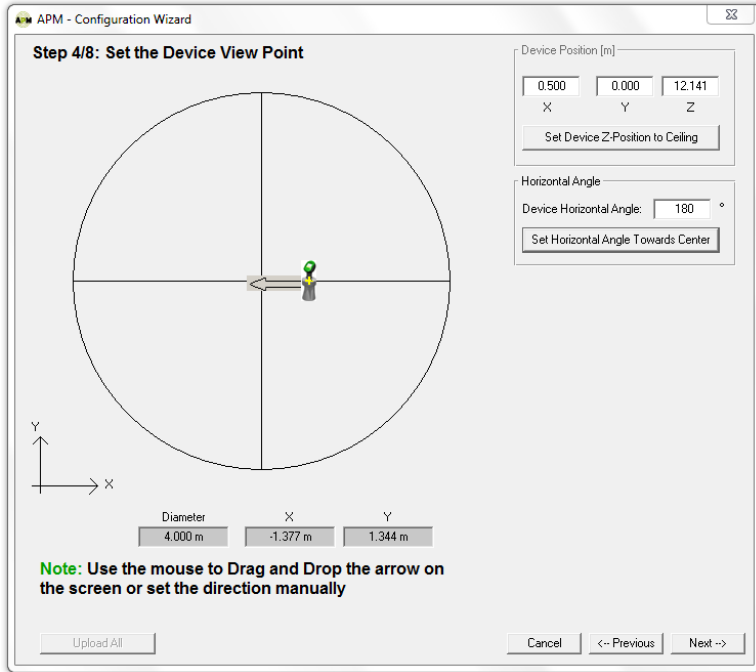 APM - Configuration Wizard
Step 4/8: Set the Device View Point
Device Position [m]
0.500 0.000 12.141
X Y Z
Set Device Z-Position to Ceiling
Horizontal Angle
Device Horizontal Angle: 180 °
Set Horizontal Angle Towards Center
Y
X
Diameter X Y
4.000 m -1.377 m 1.344 m
Note: Use the mouse to Drag and Drop the arrow on
the screen or set the direction manually
Upload All Cancel <-- Previous Next -->